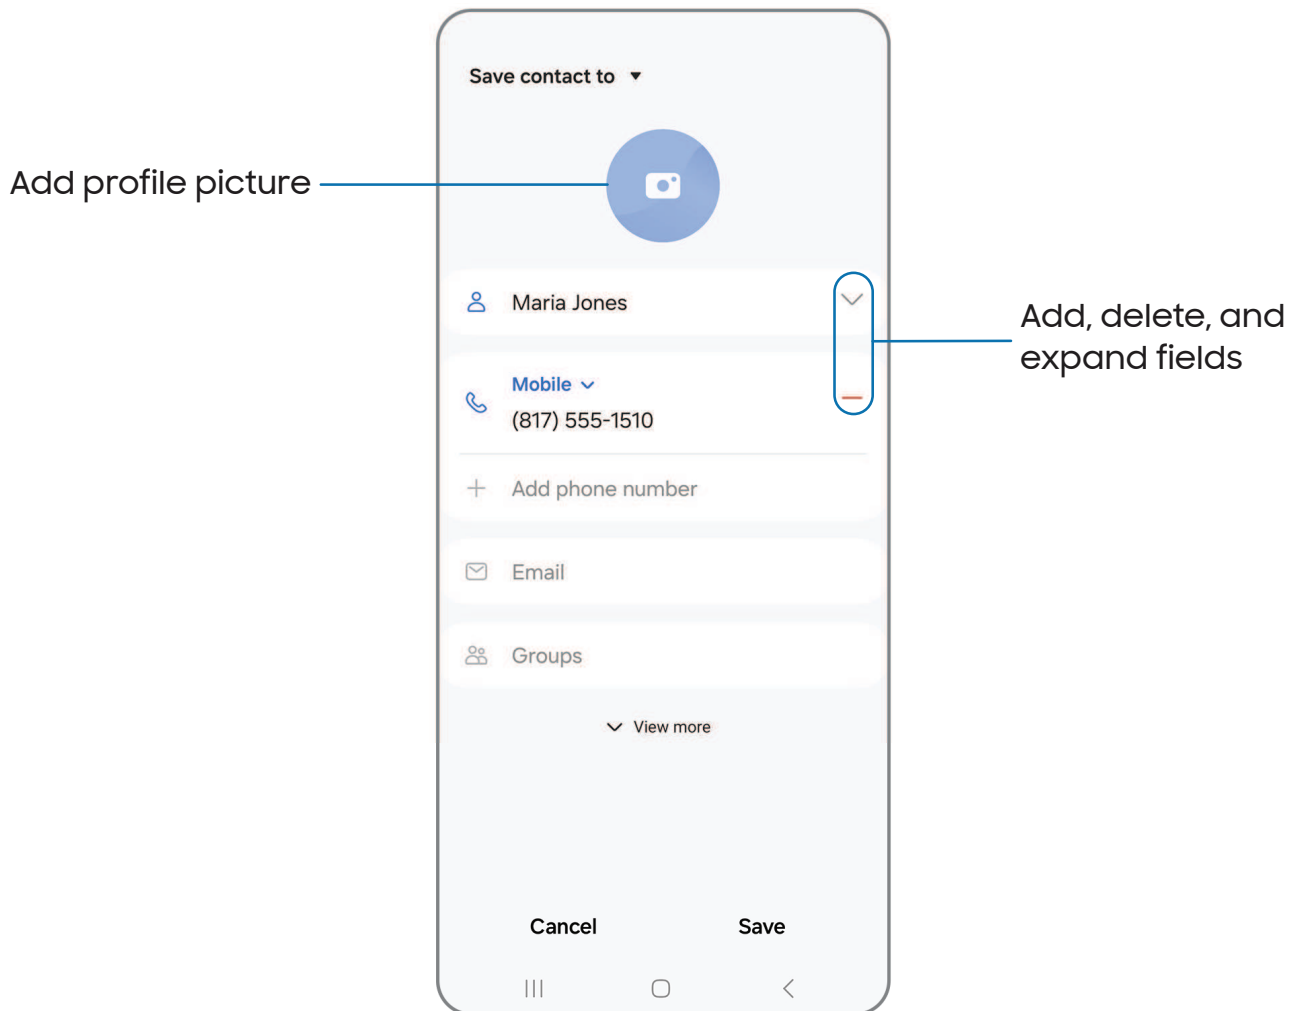 Save contact to
Add profile picture
Maria Jones
Add, delete, and
expand fields
Mobile
(817) 555-1510
Add phone number
Email
Groups
View more
Cancel
Save